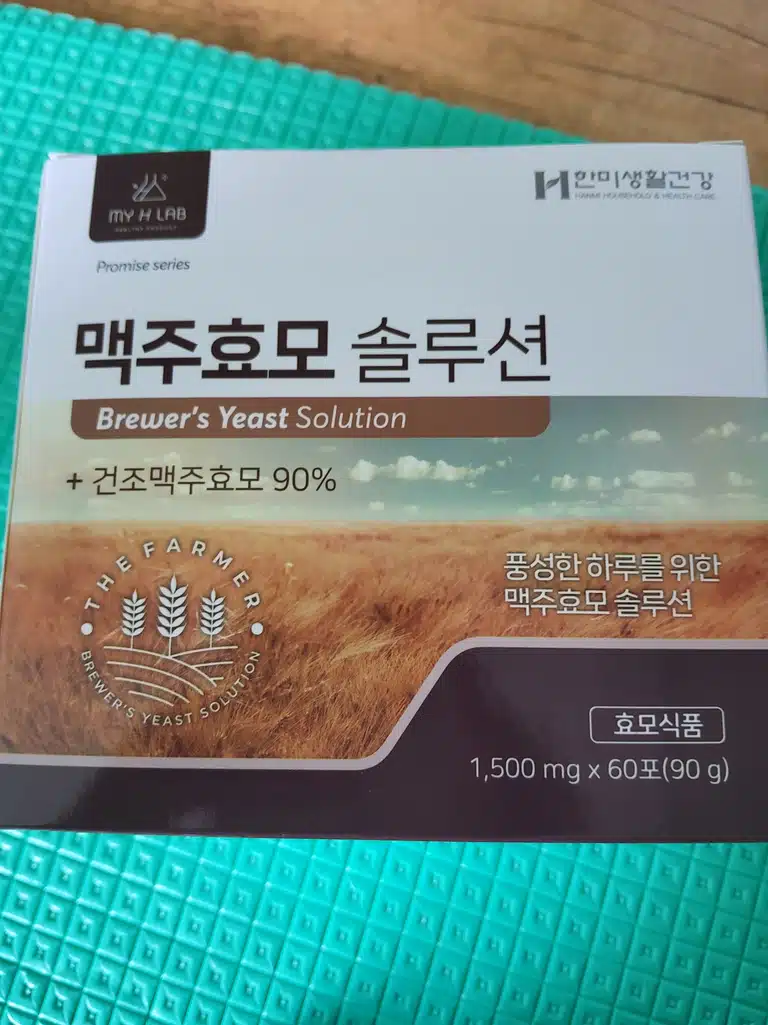 MY H LAB
한미생활건강
HANMI HOUSEHOLD & HEALTH CARE
Promise series
맥주효모 솔루션
Brewer's Yeast Solution
+ 건조맥주효모 90%
THE FARMER
BREWER'S YEAST SOLUTION
풍성한 하루를 위한
맥주효모 솔루션
효모식품
1,500 mg x 60포(90 g)